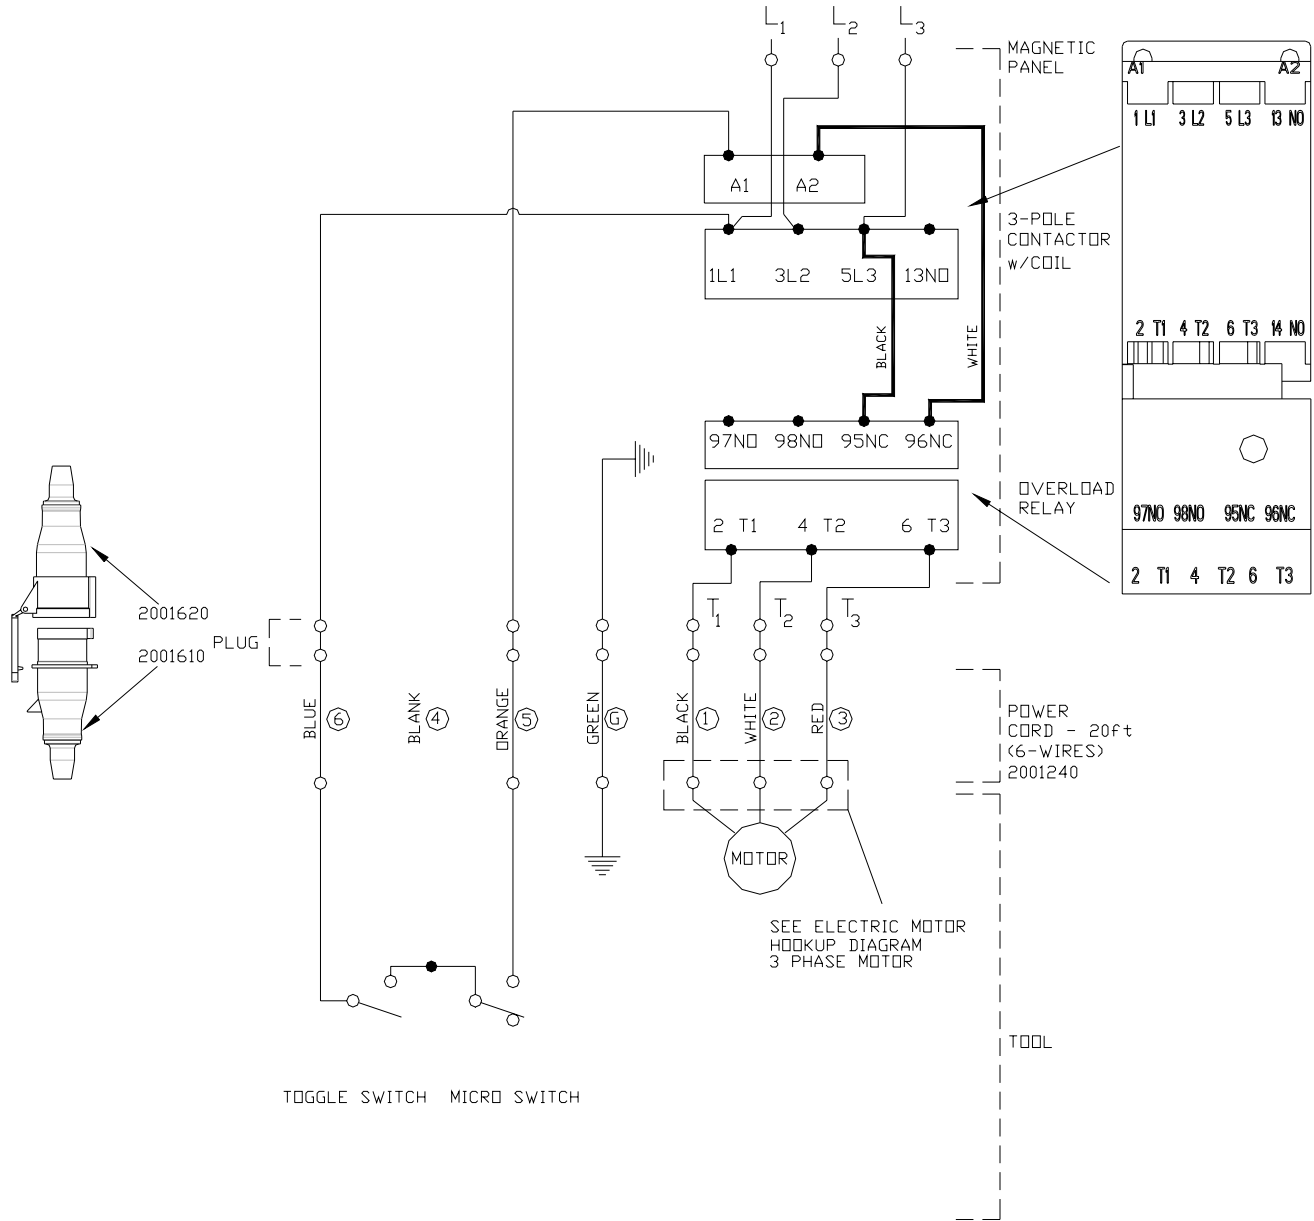 L1 L2 L3
MAGNETIC
PANEL
A1 A2
1 L1 3 L2 5 L3 13 NO
A1 A2
3-POLE
CONTACTOR
w/COIL
1L1 3L2 5L3 13NO
BLACK
WHITE
2 T1 4 T2 6 T3 14 NO
97NO 98NO 95NC 96NC
OVERLOAD
RELAY
97NO 98NO 95NC 96NC
2 T1 4 T2 6 T3
2 T1 4 T2 6 T3
T1 T2 T3
2001620
PLUG
2001610
BLUE 6
BLANK 4
ORANGE 5
GREEN G
BLACK 1
WHITE 2
RED 3
POWER
CORD - 20ft
(6-WIRES)
2001240
MOTOR
SEE ELECTRIC MOTOR
HOOKUP DIAGRAM
3 PHASE MOTOR
TOOL
TOGGLE SWITCH MICRO SWITCH